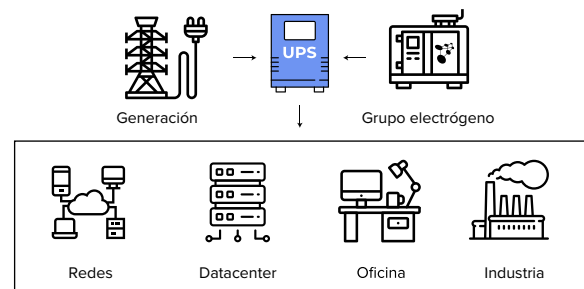 UPS
Generación
Grupo electrógeno
Redes
Datacenter
Oficina
Industria